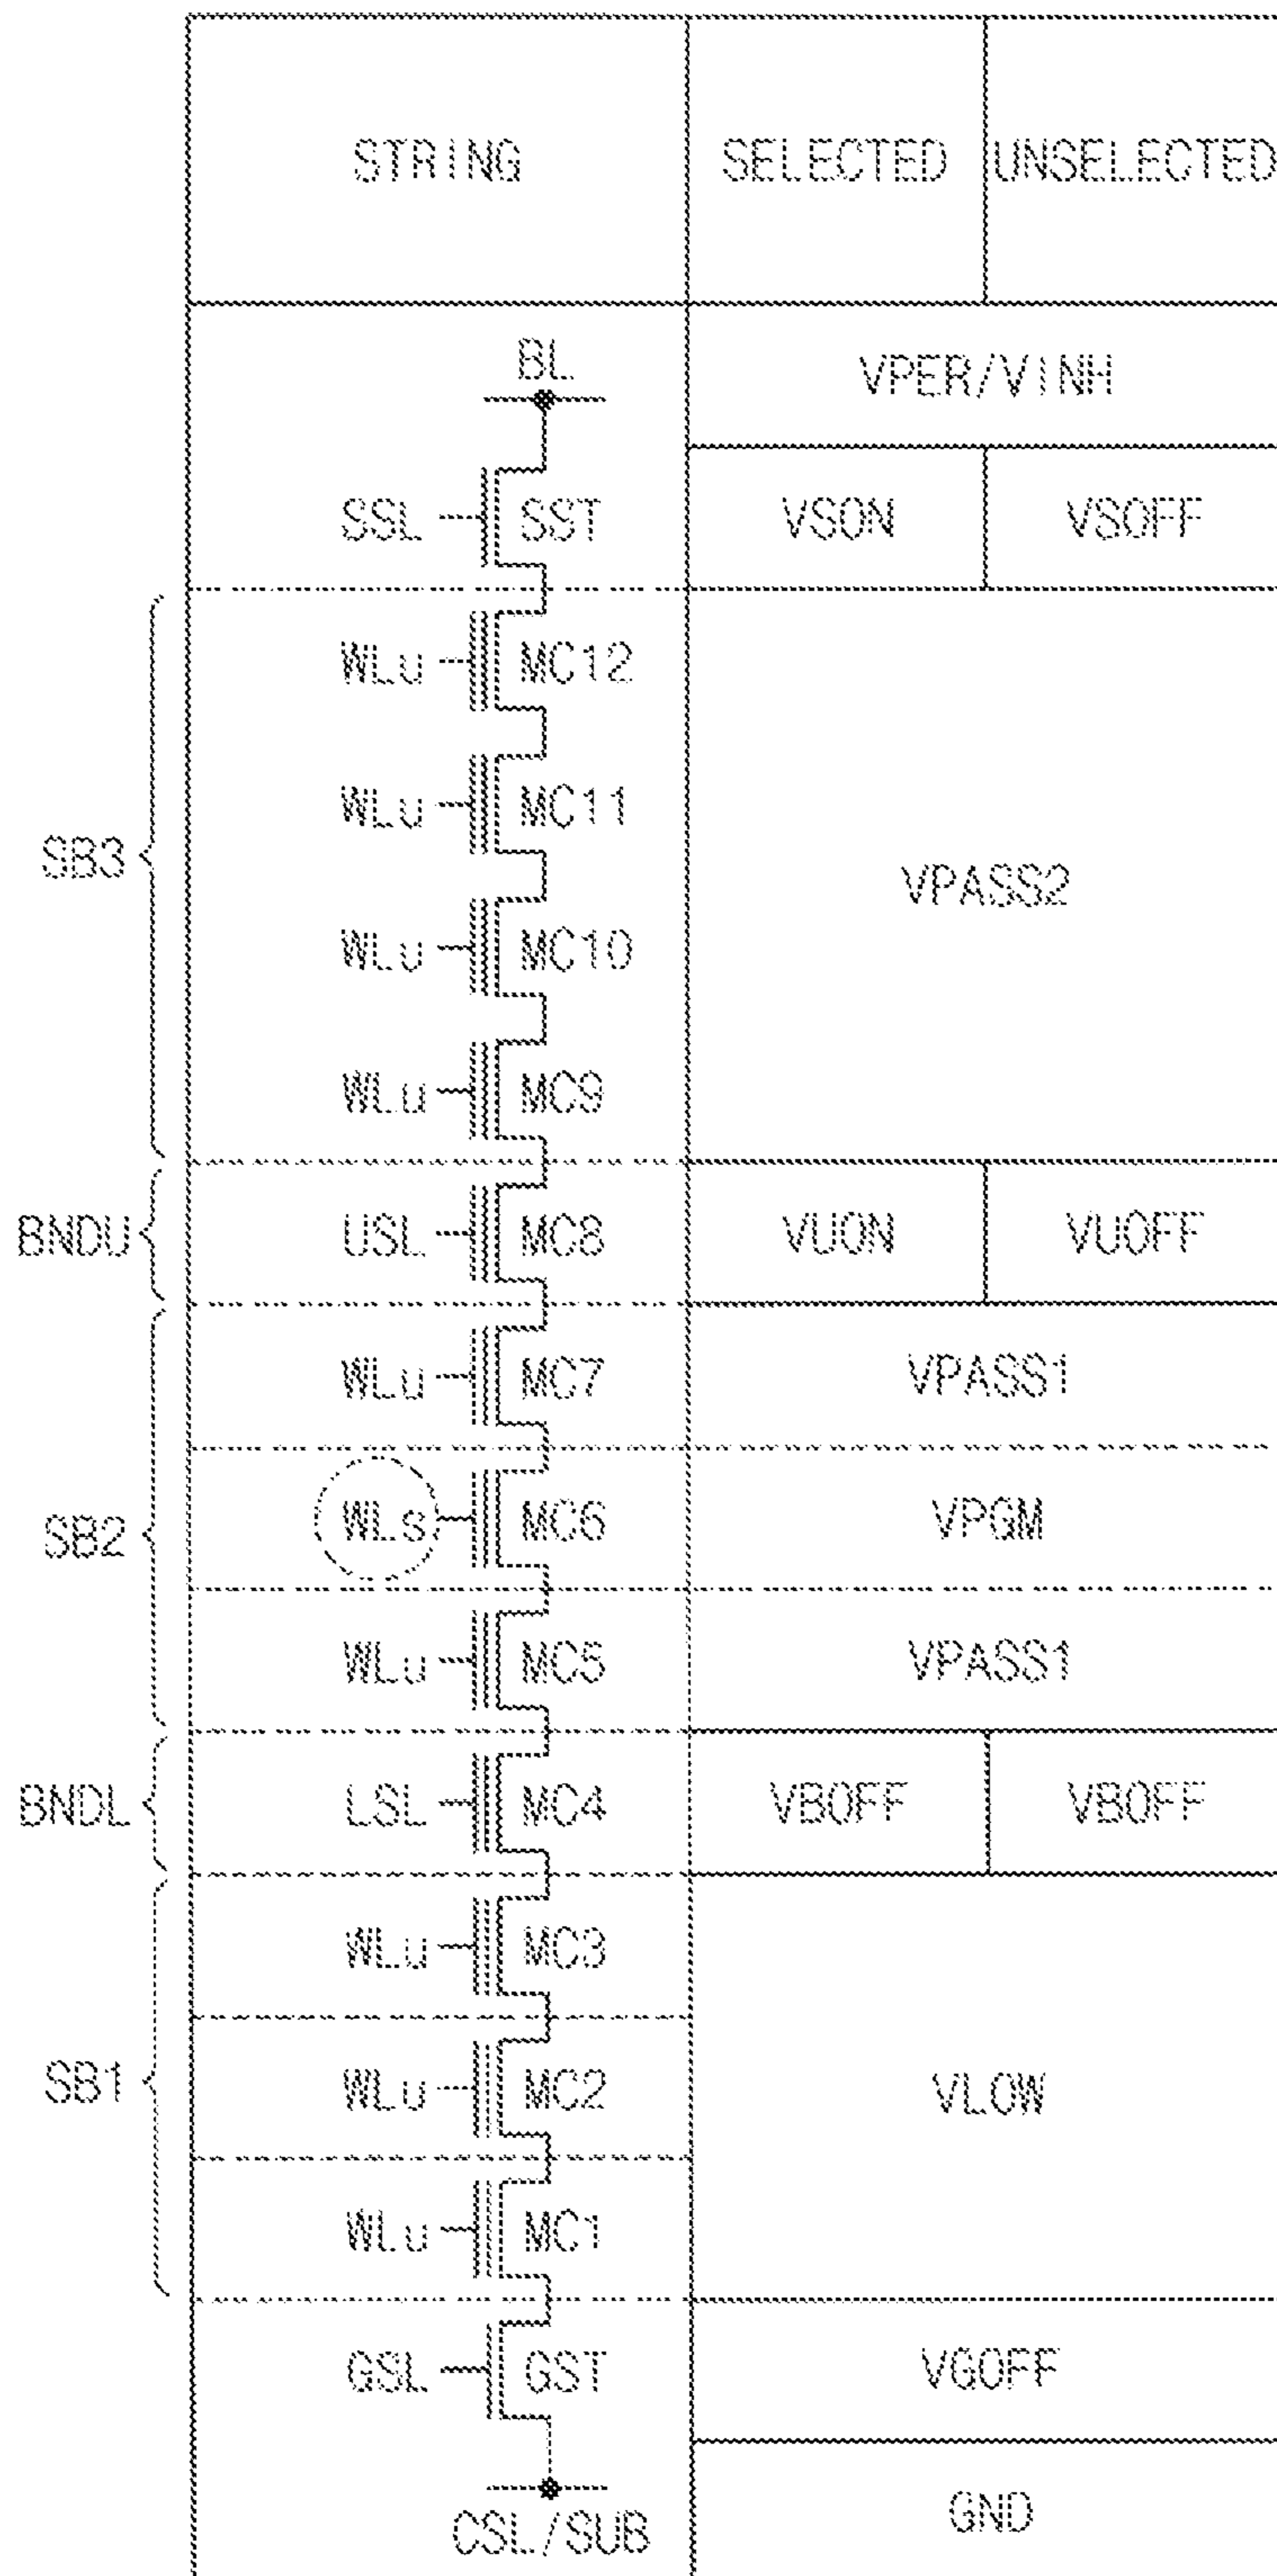 STRING SELECTED UNSELECTED
BL VPER/VINH
SSL SST VSON VSOFF
WLu MC12
WLu MC11
SB3 VPASS2
WLu MC10
WLu MC9
BNDU USL MC8 VUON VUOFF
WLu MC7 VPASS1
SB2 WLs MC6 VPGM
WLu MC5 VPASS1
BNDL LSL MC4 VBOFF VBOFF
WLu MC3
SB1 WLu MC2 VLOW
WLu MC1
GSL GST VGOFF
CSL/SUB GND